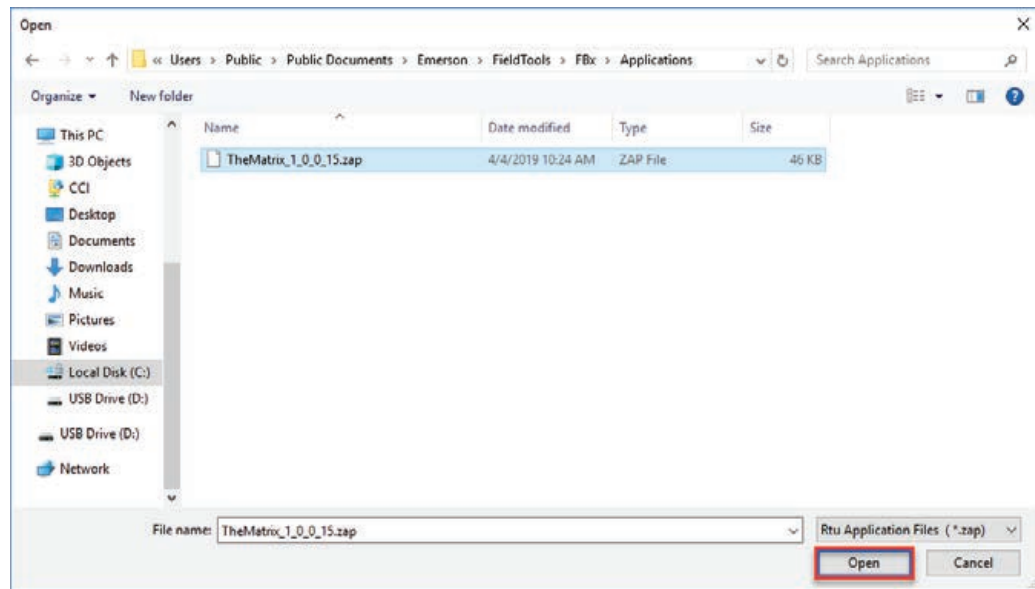 Open
« Users › Public › Public Documents › Emerson › FieldTools › FBx › Applications
Search Applications
Organize
New folder
Name Date modified Type Size
TheMatrix_1_0_0_15.zap 4/4/2019 10:24 AM ZAP File 46 KB
This PC
3D Objects
CCI
Desktop
Documents
Downloads
Music
Pictures
Videos
Local Disk (C:)
USB Drive (D:)
USB Drive (D:)
Network
File name: TheMatrix_1_0_0_15.zap Rtu Application Files ( *.zap)
Open Cancel